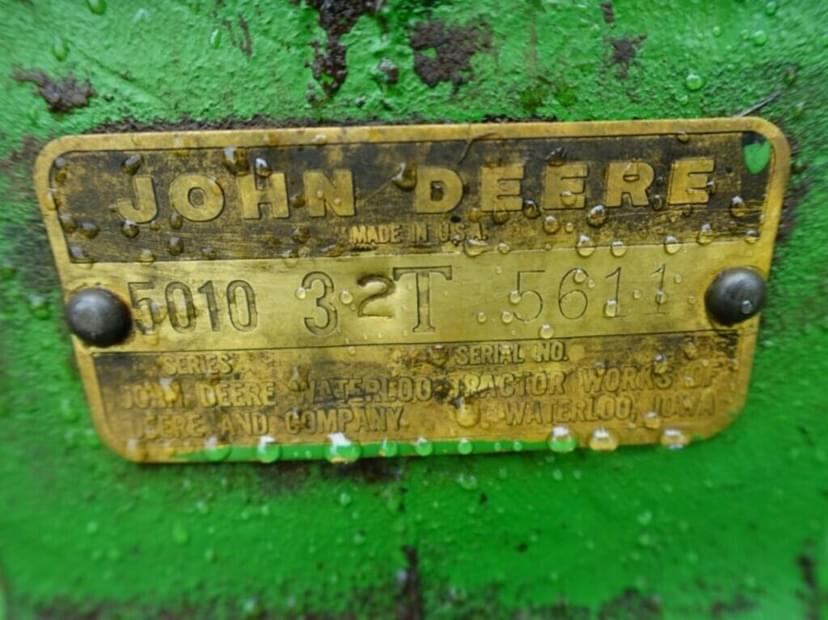 JOHN DEERE
MADE IN U.S.A.
5010 32T 5611
SERIES SERIAL NO.
JOHN DEERE WATERLOO TRACTOR WORKS OF
DEERE AND COMPANY. WATERLOO, IOWA